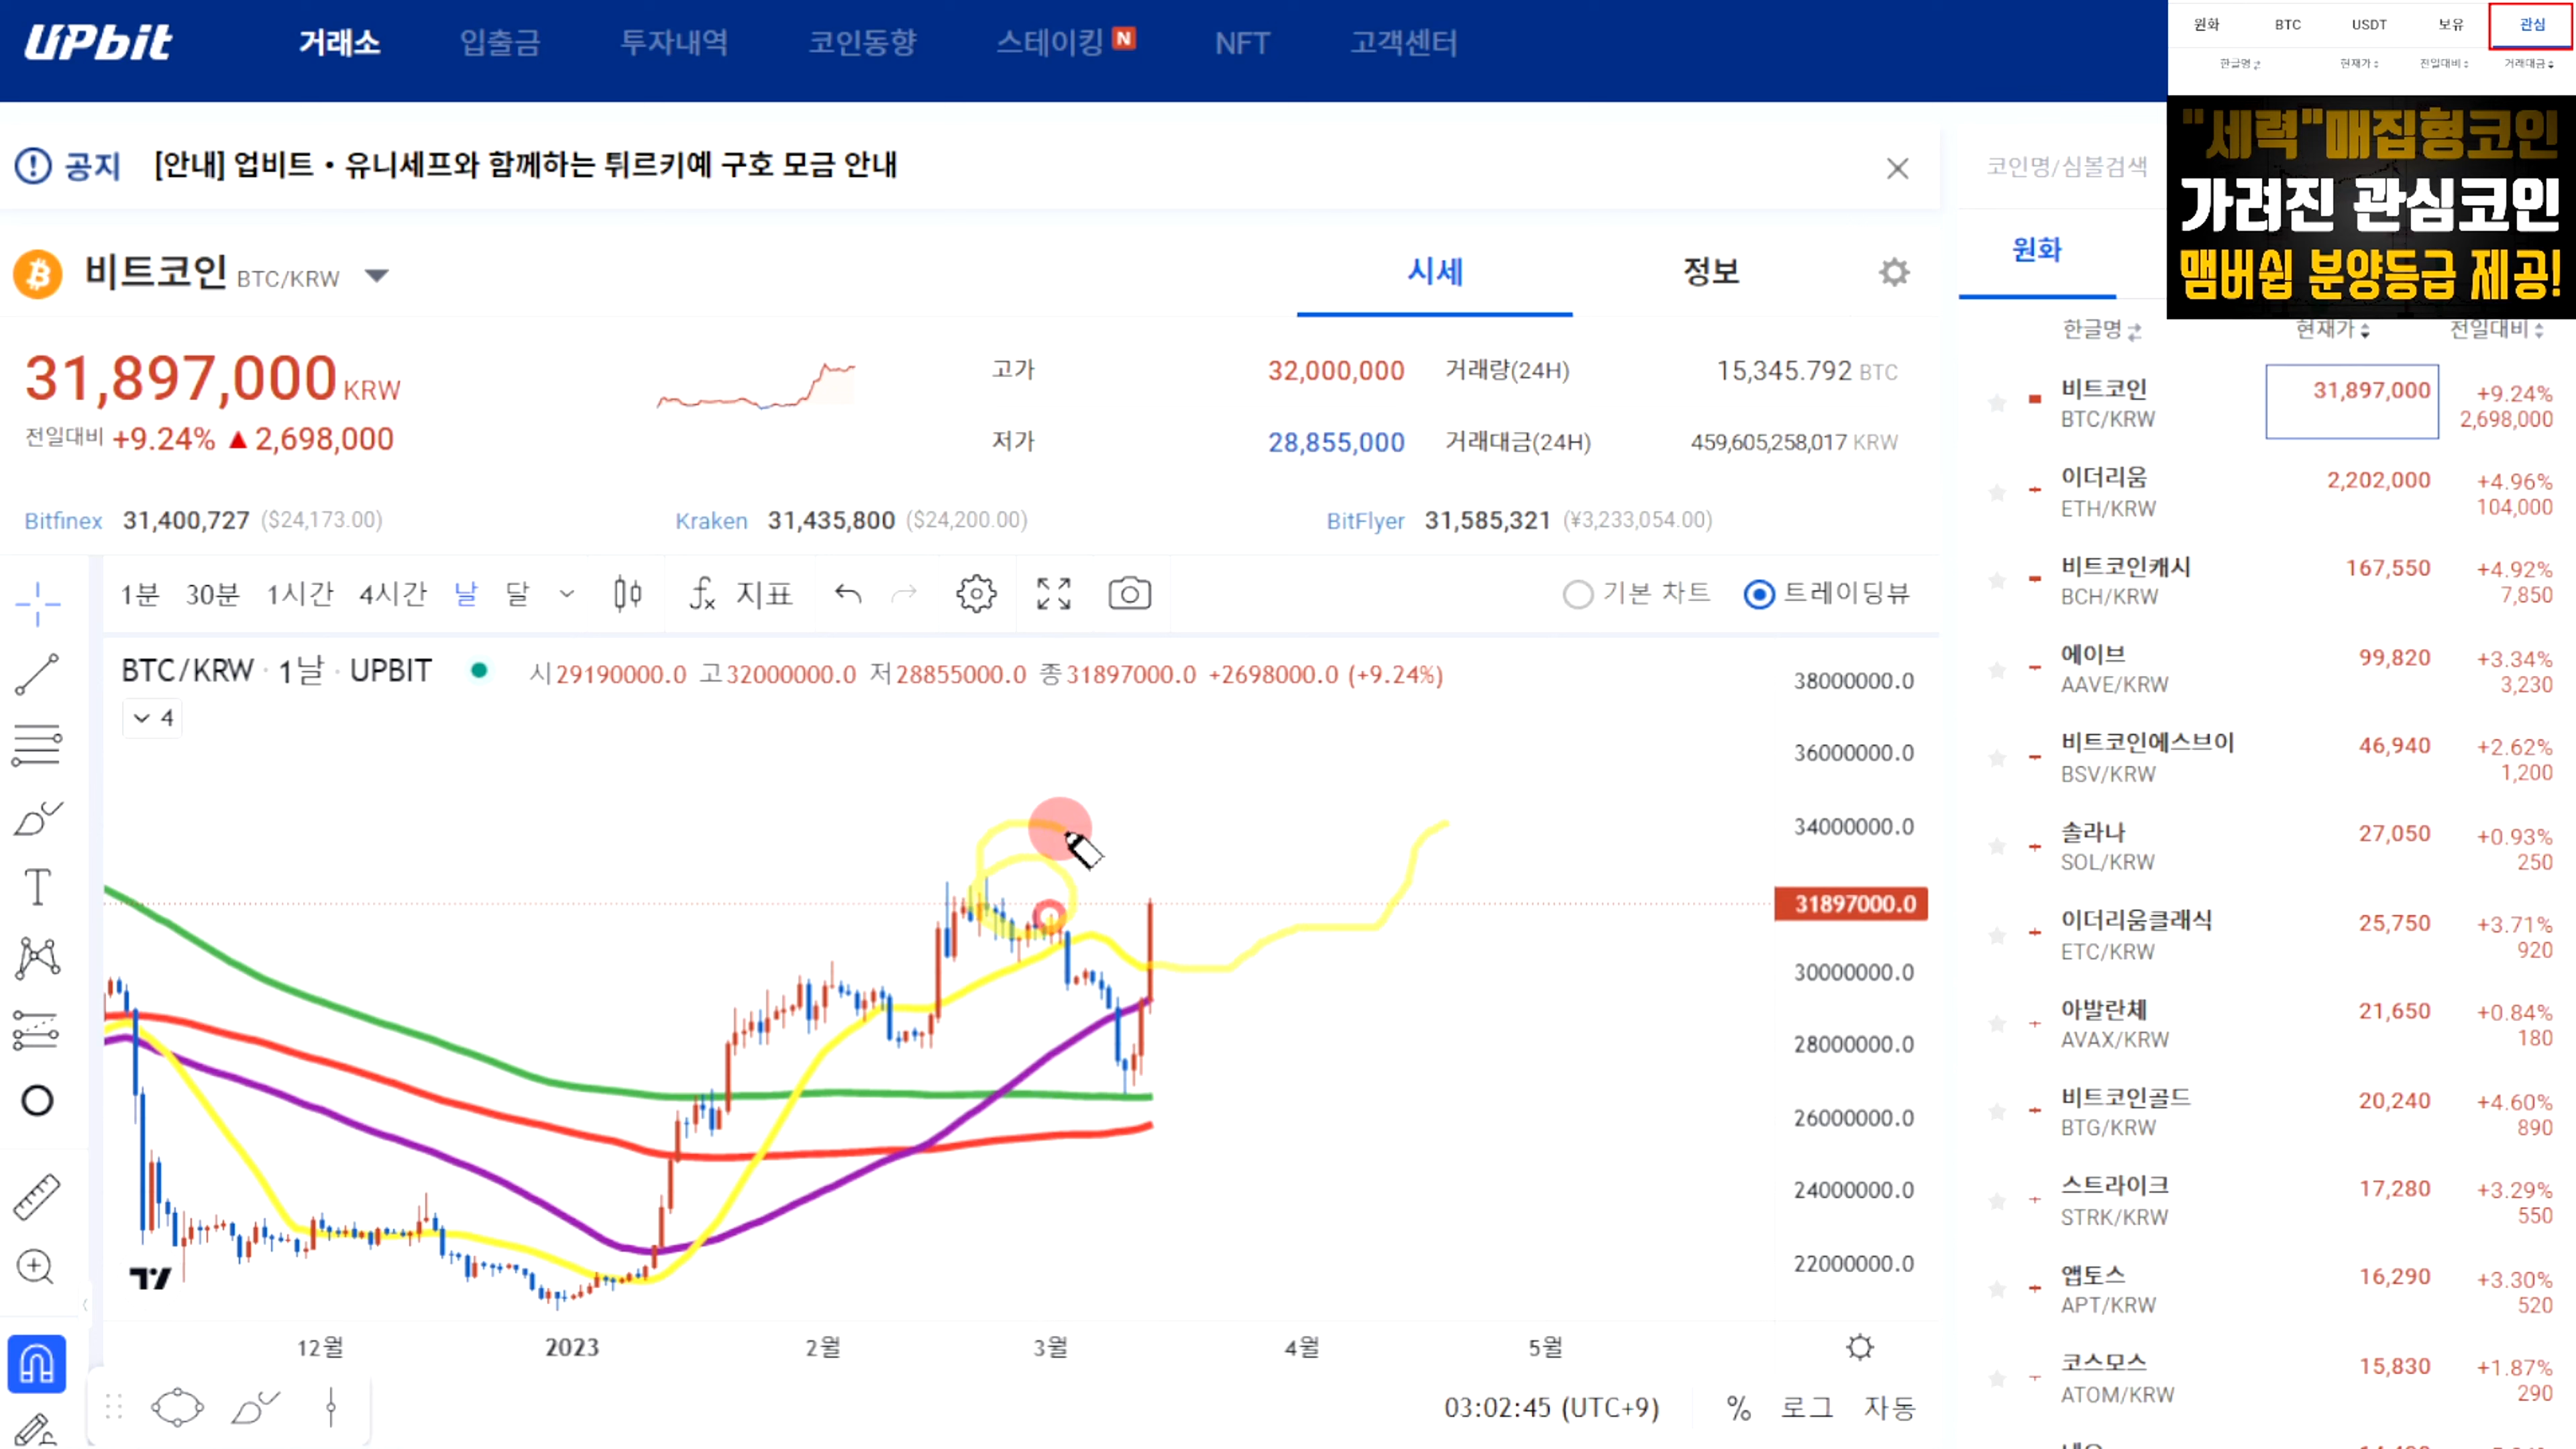 UPbit 거래소 입출금 투자내역 코인동향 스테이킹 N NFT 고객센터
원화 BTC USDT 보유 관심
한글명 현재가 전일대비 거래대금
"세력"매집형코인
가려진 관심코인
맴버쉽 분양등급 제공!
공지 [안내] 업비트 • 유니세프와 함께하는 튀르키예 구호 모금 안내
비트코인 BTC/KRW
시세 정보
31,897,000 KRW
전일대비 +9.24% ▲ 2,698,000
고가 32,000,000 거래량(24H) 15,345.792 BTC
저가 28,855,000 거래대금(24H) 459,605,258,017 KRW
Bitfinex 31,400,727 ($24,173.00) Kraken 31,435,800 ($24,200.00) BitFlyer 31,585,321 (¥3,233,054.00)
1분 30분 1시간 4시간 날 달 지표 기본 차트 트레이딩뷰
BTC/KRW · 1날 · UPBIT 시29190000.0 고32000000.0 저28855000.0 종31897000.0 +2698000.0 (+9.24%)
4
38000000.0
36000000.0
34000000.0
31897000.0
30000000.0
28000000.0
26000000.0
24000000.0
22000000.0
12월 2023 2월 3월 4월 5월
03:02:45 (UTC+9) % 로그 자동
코인명/심볼검색
원화
한글명 현재가 전일대비
비트코인 31,897,000 +9.24%
BTC/KRW 2,698,000
이더리움 2,202,000 +4.96%
ETH/KRW 104,000
비트코인캐시 167,550 +4.92%
BCH/KRW 7,850
에이브 99,820 +3.34%
AAVE/KRW 3,230
비트코인에스브이 46,940 +2.62%
BSV/KRW 1,200
솔라나 27,050 +0.93%
SOL/KRW 250
이더리움클래식 25,750 +3.71%
ETC/KRW 920
아발란체 21,650 +0.84%
AVAX/KRW 180
비트코인골드 20,240 +4.60%
BTG/KRW 890
스트라이크 17,280 +3.29%
STRK/KRW 550
앱토스 16,290 +3.30%
APT/KRW 520
코스모스 15,830 +1.87%
ATOM/KRW 290